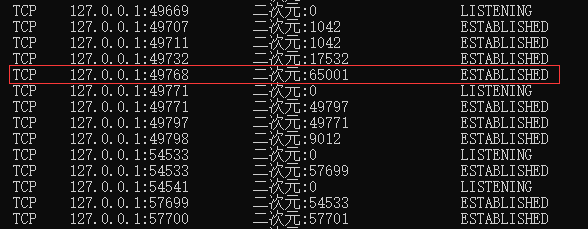 TCP 127.0.0.1:49669 二次元:0 LISTENING
TCP 127.0.0.1:49707 二次元:1042 ESTABLISHED
TCP 127.0.0.1:49711 二次元:1042 ESTABLISHED
TCP 127.0.0.1:49732 二次元:17532 ESTABLISHED
TCP 127.0.0.1:49768 二次元:65001 ESTABLISHED
TCP 127.0.0.1:49771 二次元:0 LISTENING
TCP 127.0.0.1:49771 二次元:49797 ESTABLISHED
TCP 127.0.0.1:49797 二次元:49771 ESTABLISHED
TCP 127.0.0.1:49798 二次元:9012 ESTABLISHED
TCP 127.0.0.1:54533 二次元:0 LISTENING
TCP 127.0.0.1:54533 二次元:57699 ESTABLISHED
TCP 127.0.0.1:54541 二次元:0 LISTENING
TCP 127.0.0.1:57699 二次元:54533 ESTABLISHED
TCP 127.0.0.1:57700 二次元:57701 ESTABLISHED